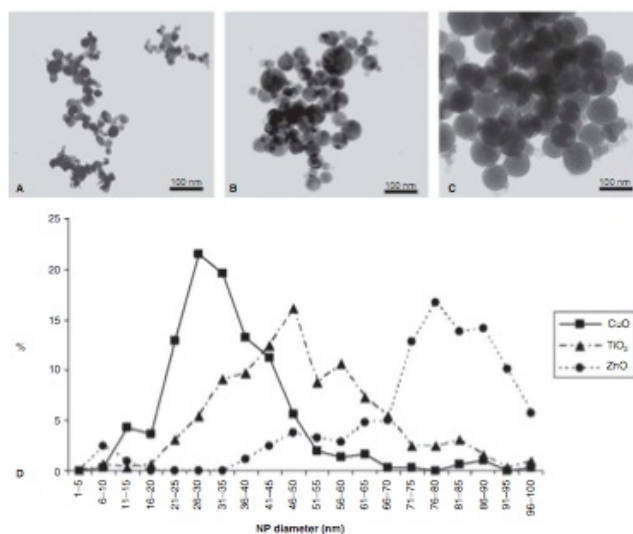 A
100 nm
B
100 nm
C
100 nm
25
20
15
10
5
0
%
D
1–5
6–10
11–15
16–20
21–25
26–30
31–35
36–40
41–45
46–50
51–55
56–60
61–65
66–70
71–75
76–80
81–85
86–90
91–95
96–100
NP diameter (nm)
CuO
TiO₂
ZnO